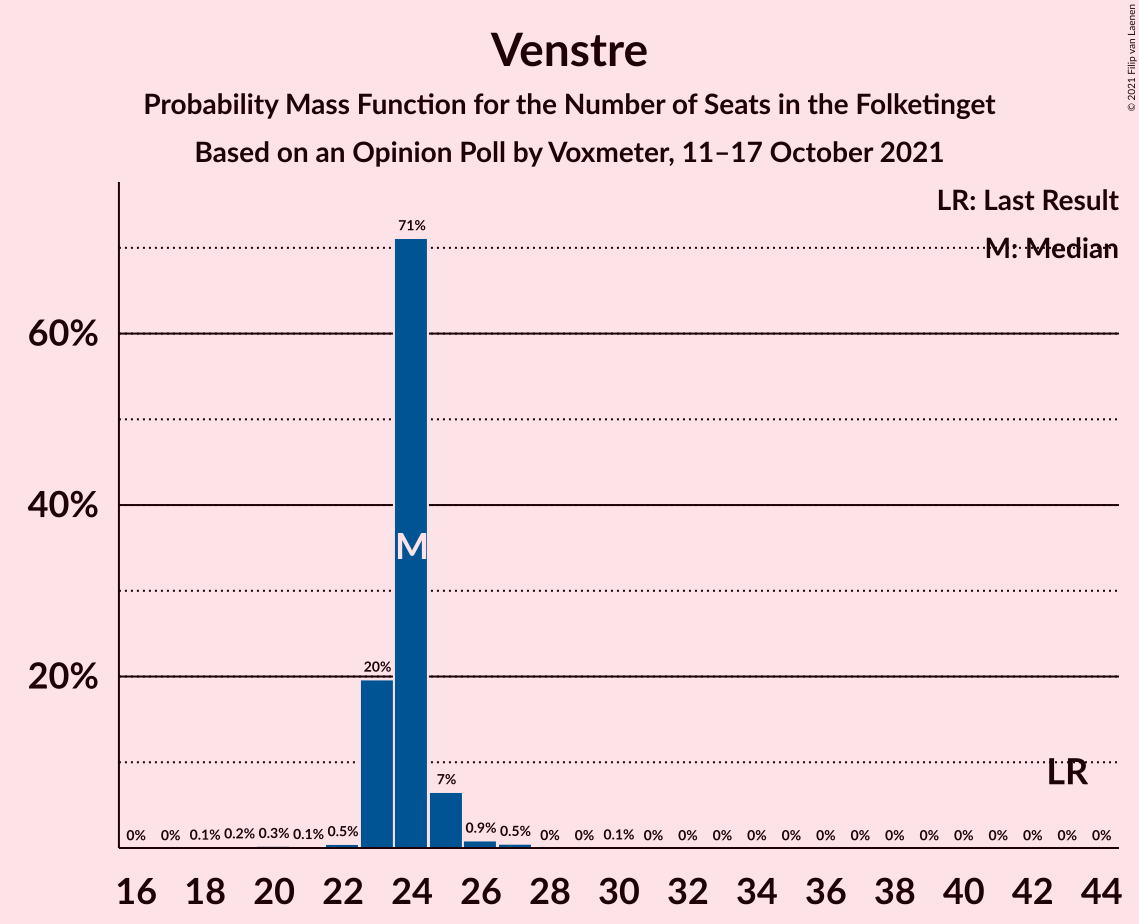 Venstre
Probability Mass Function for the Number of Seats in the Folketinget
Based on an Opinion Poll by Voxmeter, 11–17 October 2021
© 2021 Filip van Laenen
LR: Last Result
M: Median
60%
40%
20%
71%
M
20%
7%
LR
0% 0% 0.1% 0.2% 0.3% 0.1% 0.5% 0.9% 0.5% 0% 0% 0.1% 0% 0% 0% 0% 0% 0% 0% 0% 0% 0% 0% 0% 0% 0%
16 18 20 22 24 26 28 30 32 34 36 38 40 42 44